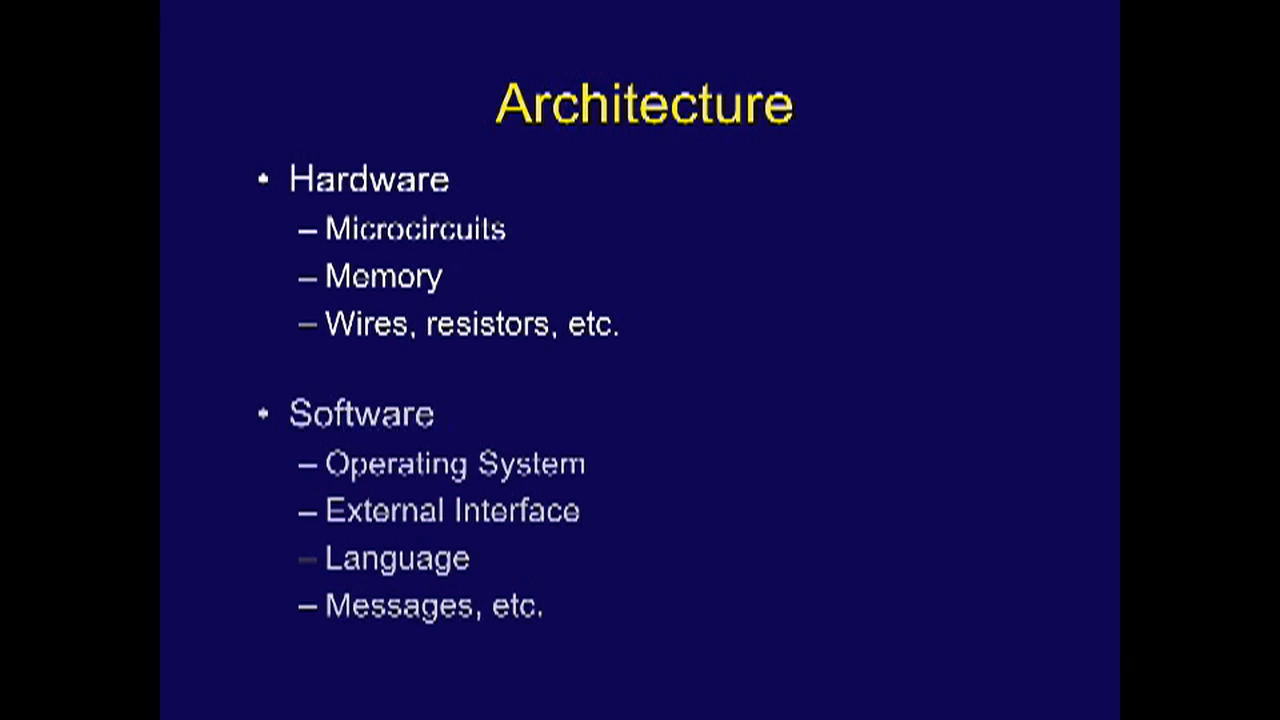 Architecture
• Hardware
– Microcircuits
– Memory
– Wires, resistors, etc.
• Software
– Operating System
– External Interface
– Language
– Messages, etc.